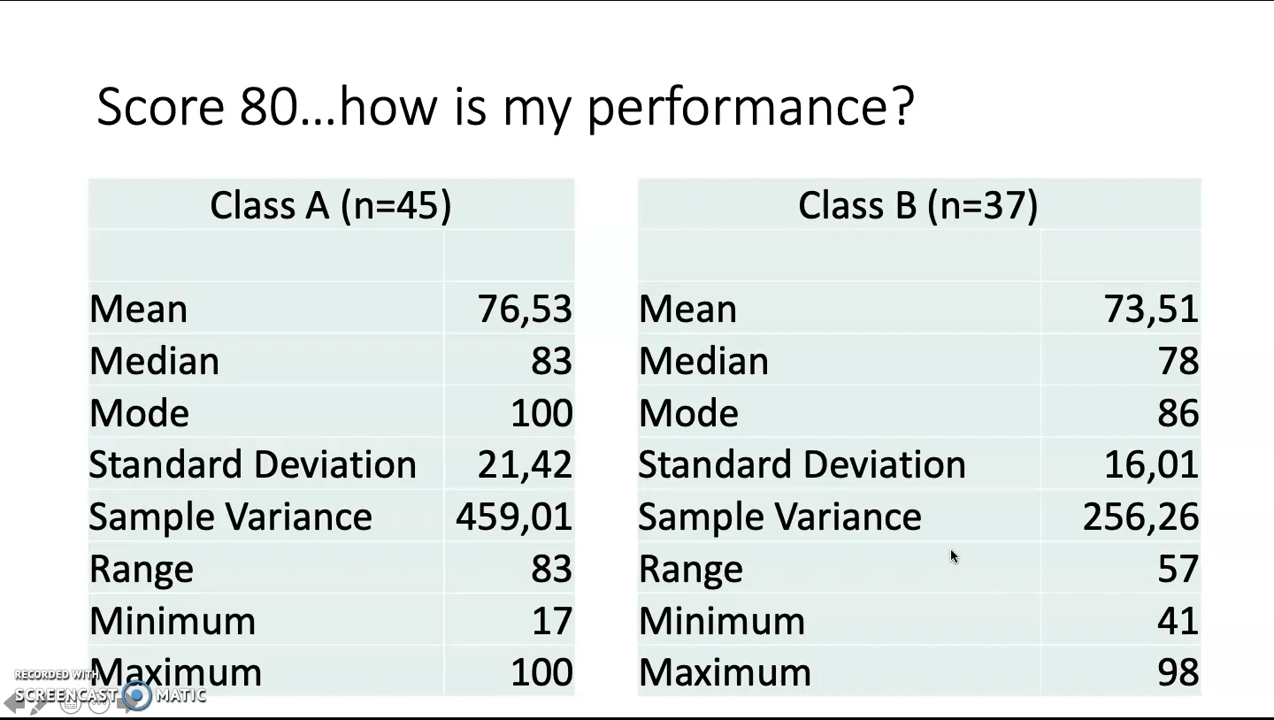 Score 80...how is my performance?
Class A (n=45)
Mean 76,53
Median 83
Mode 100
Standard Deviation 21,42
Sample Variance 459,01
Range 83
Minimum 17
Maximum 100
Class B (n=37)
Mean 73,51
Median 78
Mode 86
Standard Deviation 16,01
Sample Variance 256,26
Range 57
Minimum 41
Maximum 98
RECORDED WITH
SCREENCAST MATIC